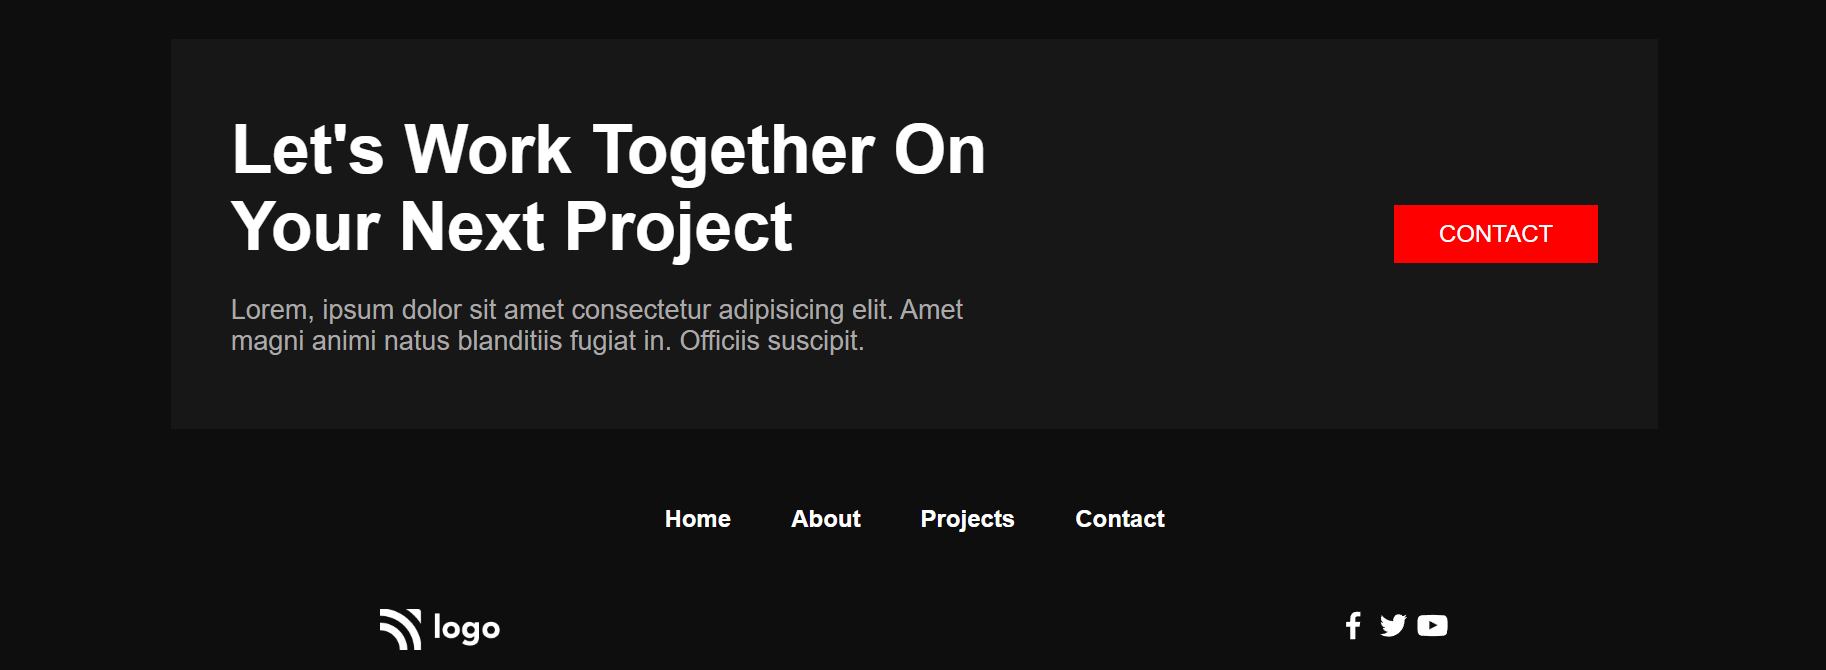 Let's Work Together On
Your Next Project
CONTACT
Lorem, ipsum dolor sit amet consectetur adipisicing elit. Amet
magni animi natus blanditiis fugiat in. Officiis suscipit.
Home About Projects Contact
logo